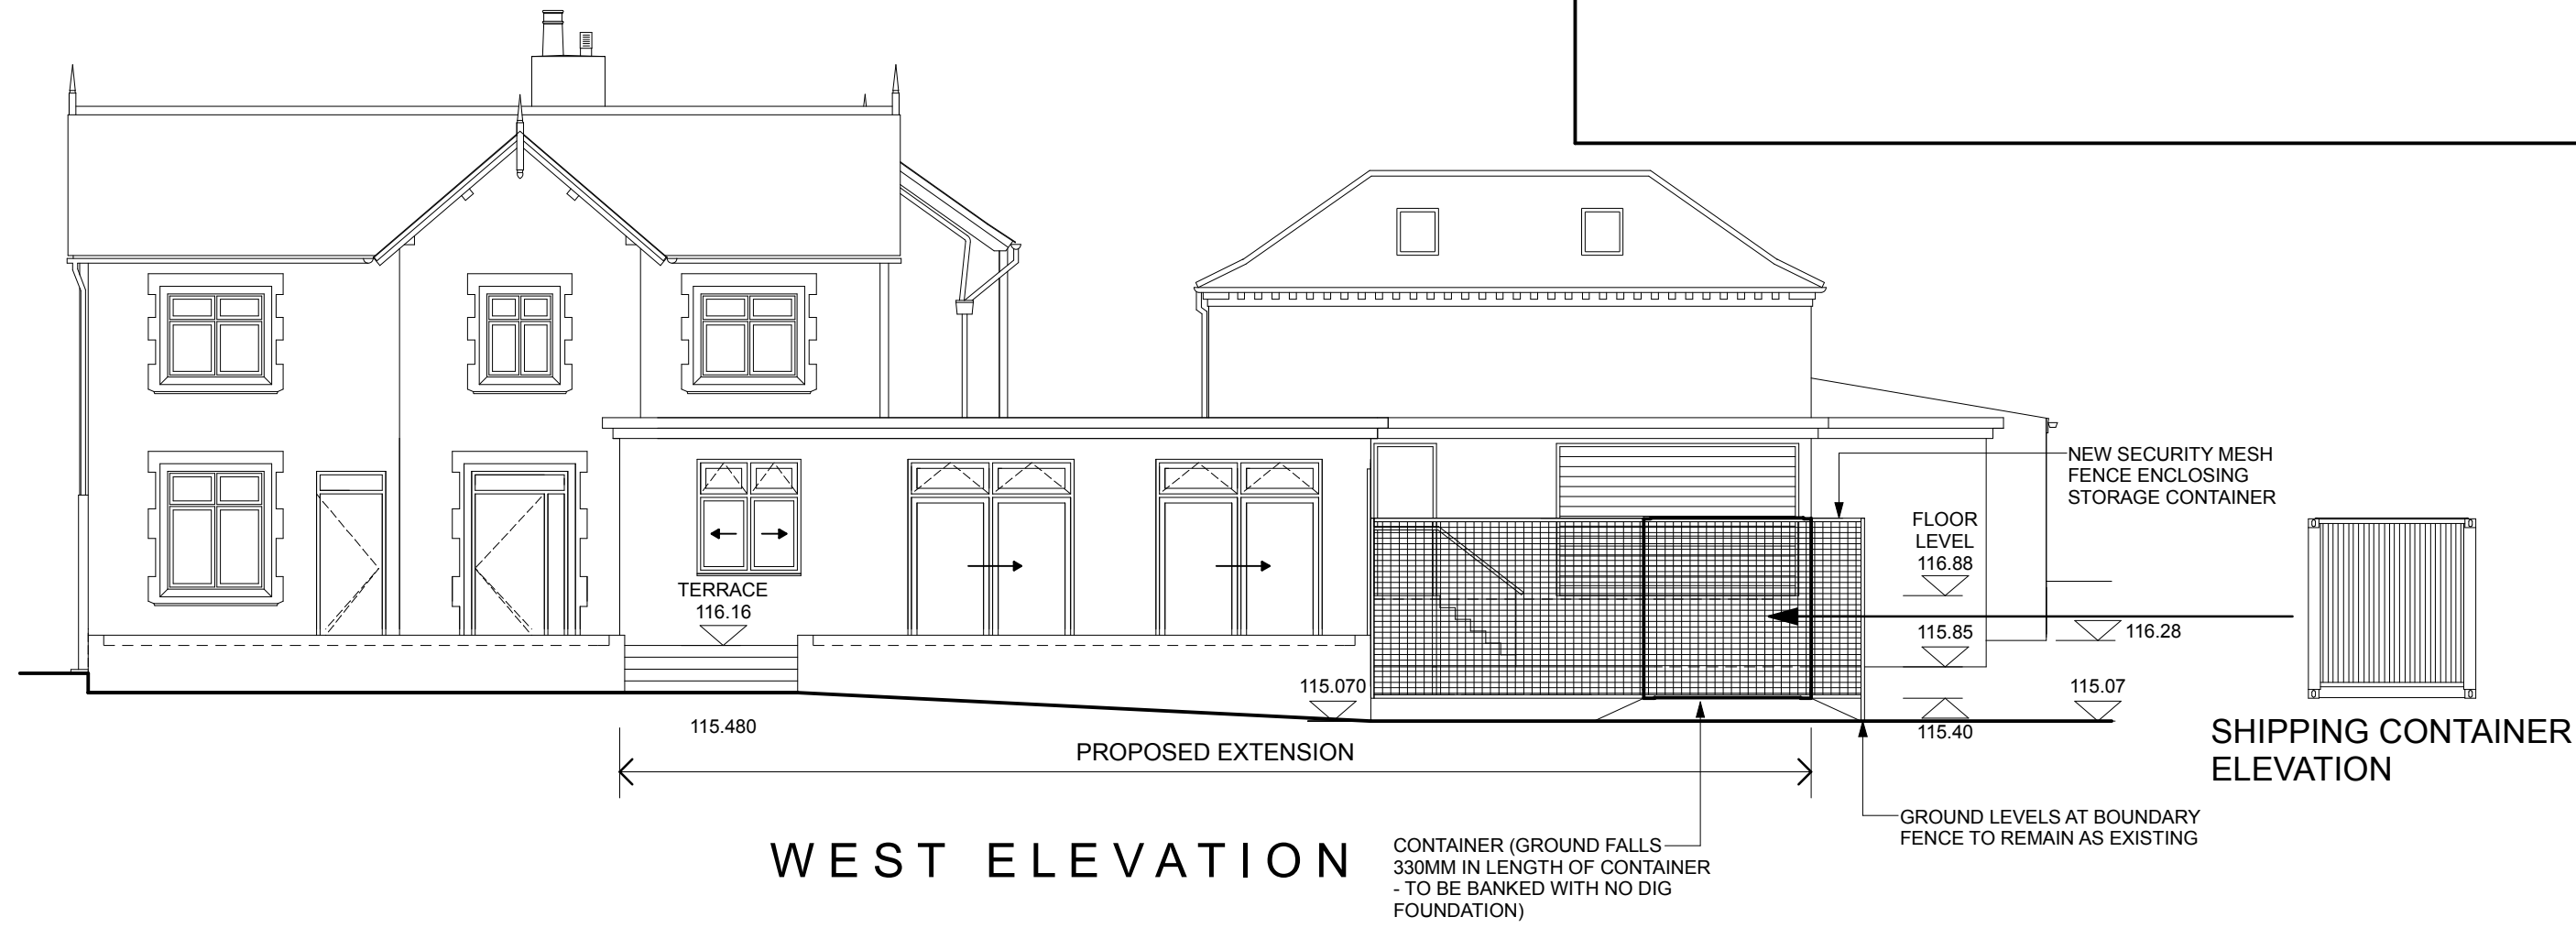 NEW SECURITY MESH
FENCE ENCLOSING
STORAGE CONTAINER
FLOOR
LEVEL
116.88
TERRACE
116.16
115.85
116.28
115.070
115.07
115.480
115.40
PROPOSED EXTENSION
SHIPPING CONTAINER
ELEVATION
GROUND LEVELS AT BOUNDARY
FENCE TO REMAIN AS EXISTING
WEST ELEVATION
CONTAINER (GROUND FALLS
330MM IN LENGTH OF CONTAINER
- TO BE BANKED WITH NO DIG
FOUNDATION)